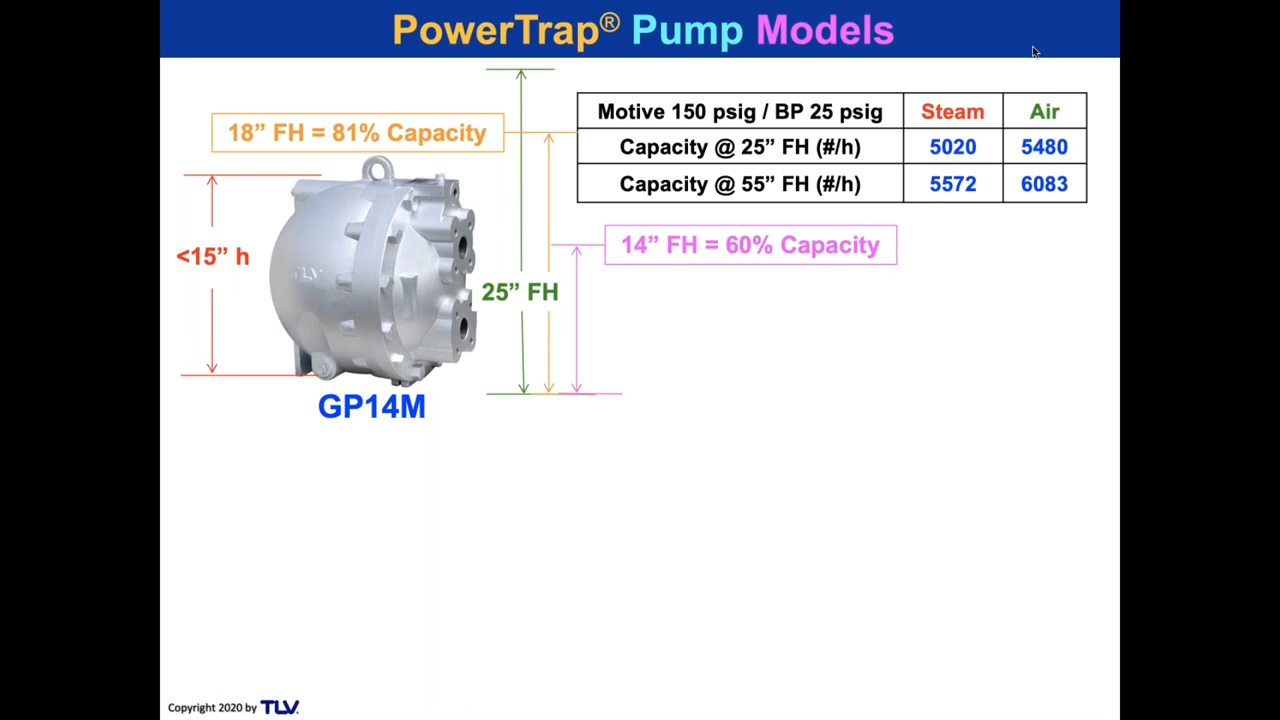 PowerTrap® Pump Models
Motive 150 psig / BP 25 psig Steam Air
Capacity @ 25” FH (#/h) 5020 5480
Capacity @ 55” FH (#/h) 5572 6083
18” FH = 81% Capacity
14” FH = 60% Capacity
<15” h
TLV
25” FH
GP14M
Copyright 2020 by TLV.